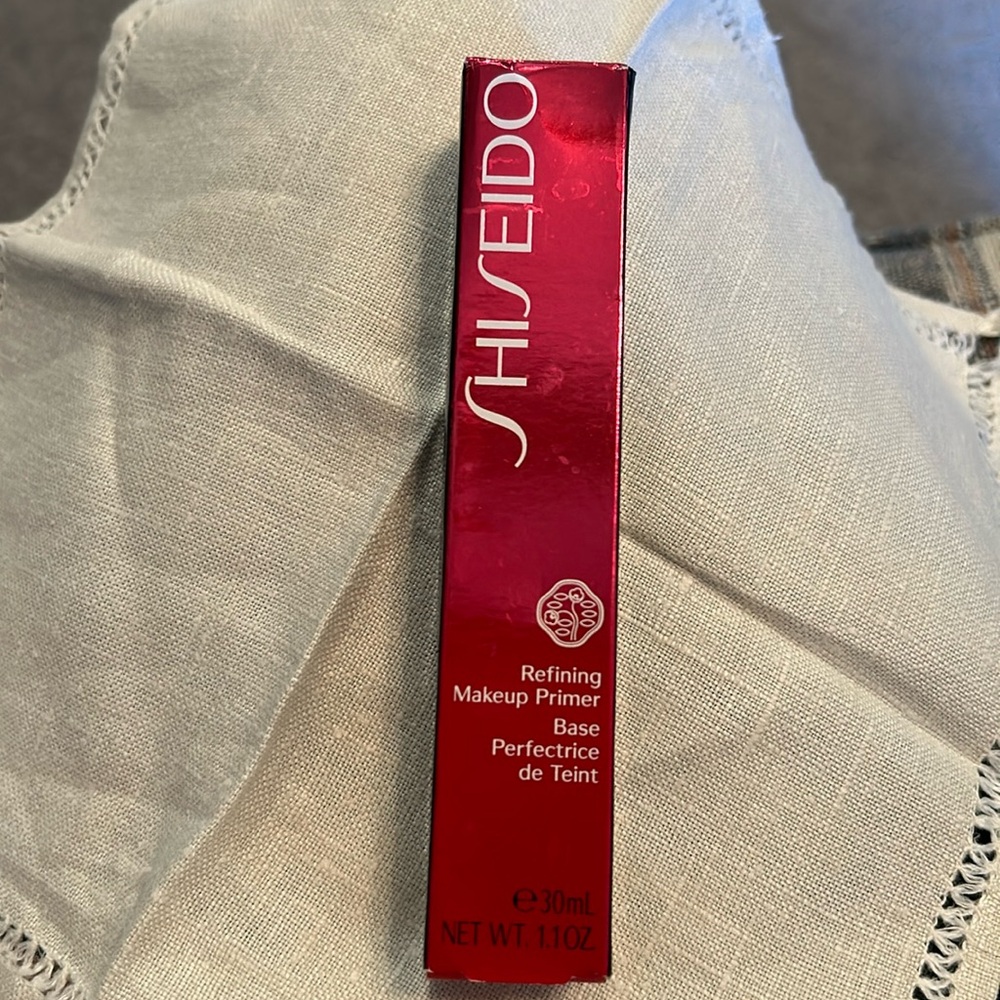 SHISEIDO
Refining
Makeup Primer
Base
Perfectrice
de Teint
℮30mL
NET WT. 1.1OZ.